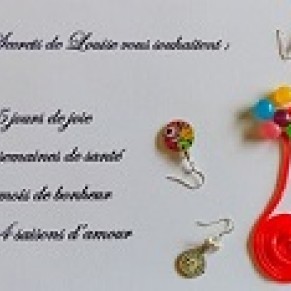 Secrets de Louise vous souhaitent :
5 jours de joie
semaines de santé
mois de bonheur
4 saisons d'amour